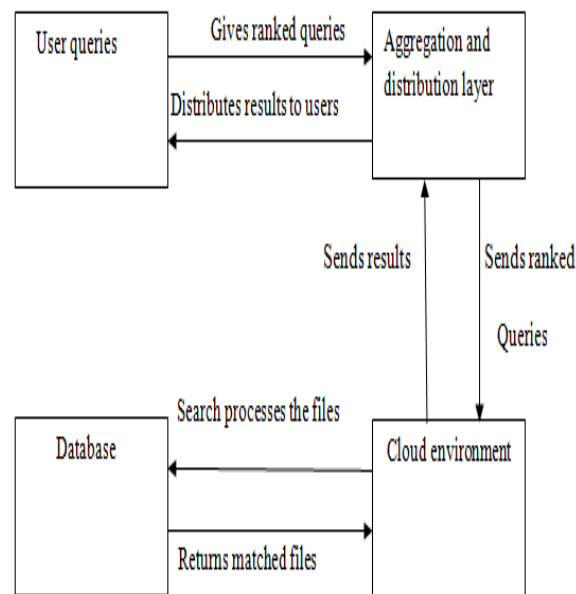 User queries
Gives ranked queries
Aggregation and
distribution layer
Distributes results to users
Sends results
Sends ranked
Queries
Search processes the files
Database
Cloud environment
Returns matched files